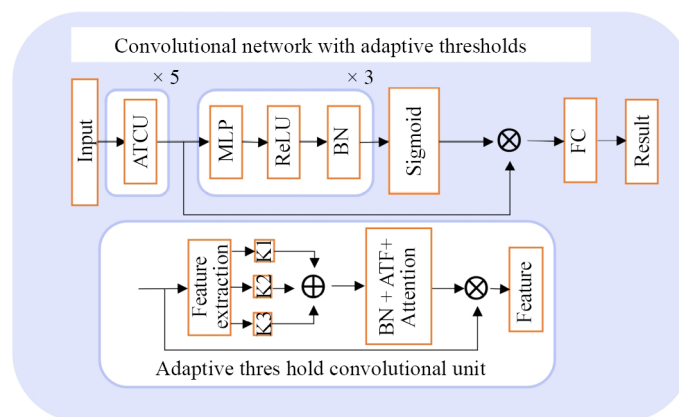 Convolutional network with adaptive thresholds
× 5
× 3
Input
ATCU
MLP
ReLU
BN
Sigmoid
FC
Result
Feature
extraction
K1
K2
K3
BN + ATF+
Attention
Feature
Adaptive thres hold convolutional unit